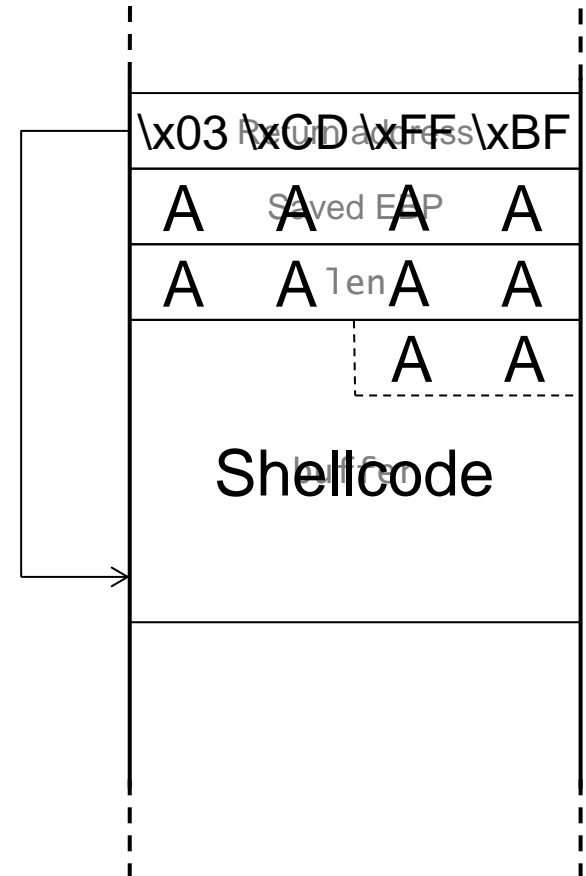 \x03 \xCD \xFF \xBF
Return address
A A A A
Saved EBP
A A A A
len
A A
Shellcode
buffer